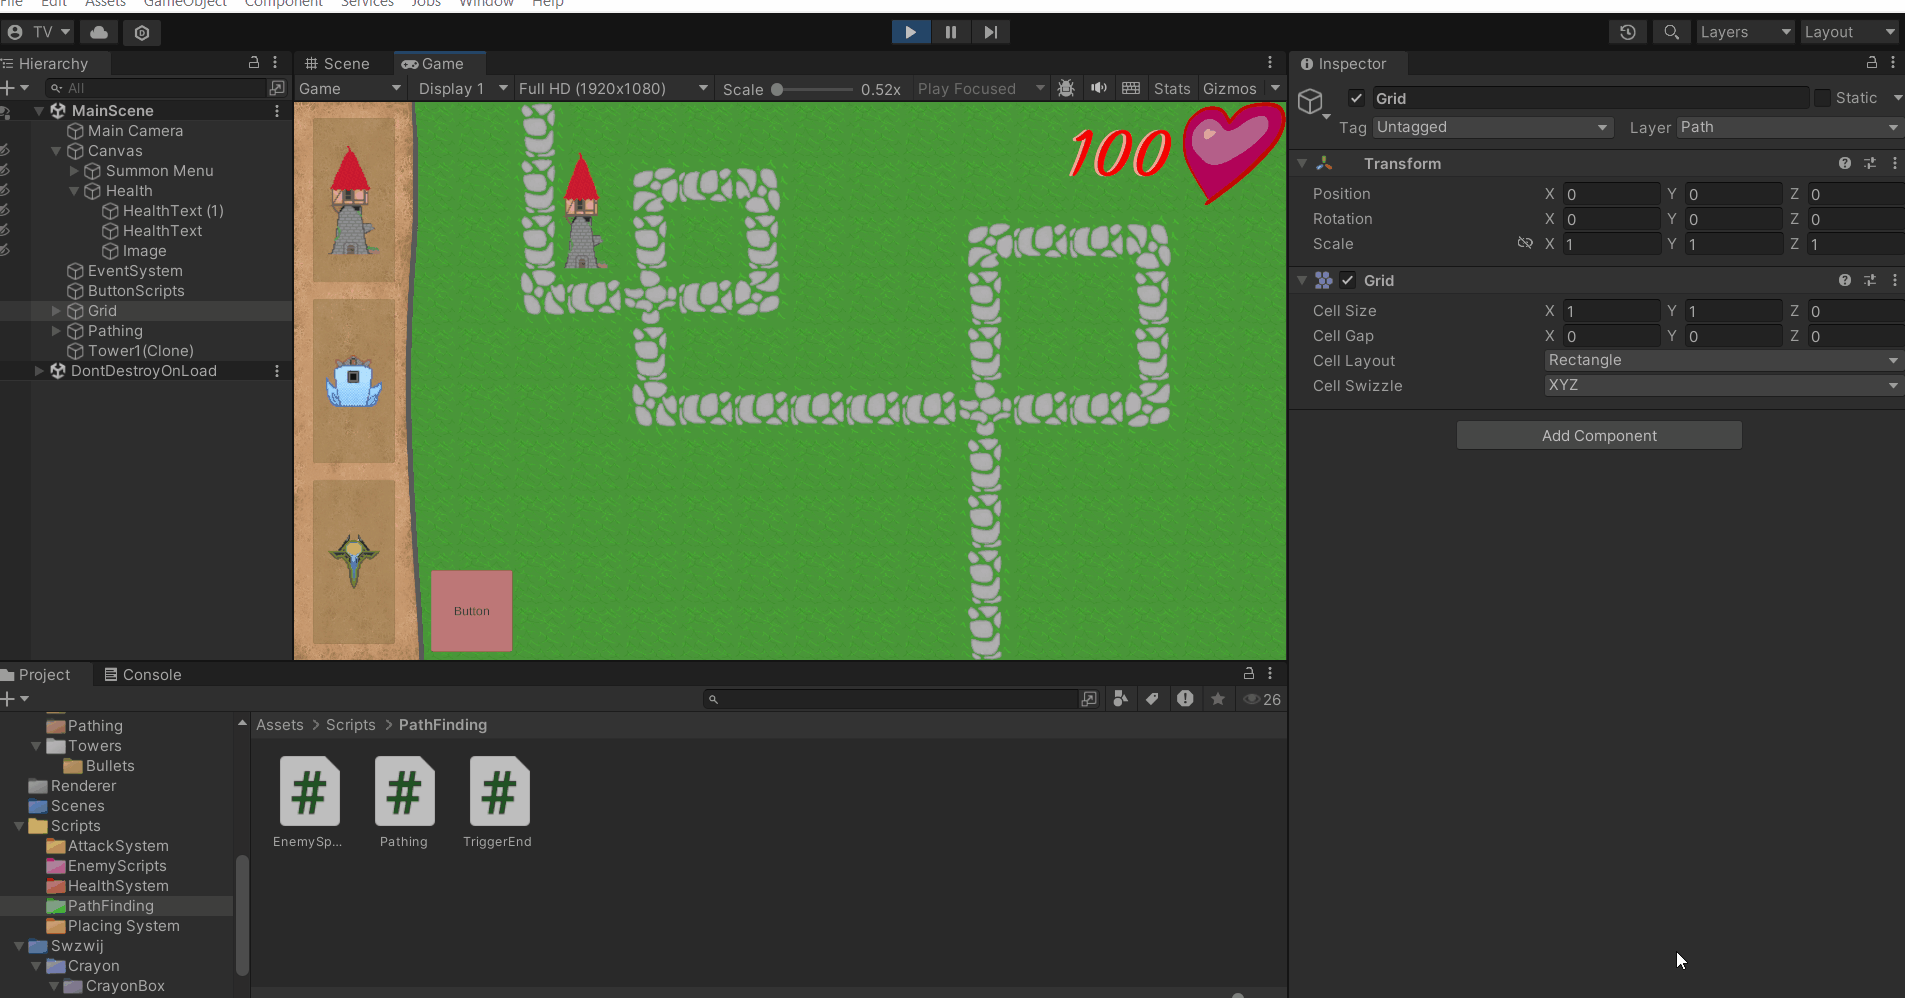 File Edit Assets GameObject Component Services Jobs Window Help
TV Layers Layout
Hierarchy Scene Game Inspector
All Game Display 1 Full HD (1920x1080) Scale 0.52x Play Focused Stats Gizmos
Grid Static
Tag Untagged Layer Path
MainScene
Main Camera
Canvas
Summon Menu
Health
HealthText (1)
HealthText
Image
EventSystem
ButtonScripts
Grid
Pathing
Tower1(Clone)
DontDestroyOnLoad
100
Button
Transform
Position X 0 Y 0 Z 0
Rotation X 0 Y 0 Z 0
Scale X 1 Y 1 Z 1
Grid
Cell Size X 1 Y 1 Z 0
Cell Gap X 0 Y 0 Z 0
Cell Layout Rectangle
Cell Swizzle XYZ
Add Component
Project Console
26
Pathing
Towers
Bullets
Renderer
Scenes
Scripts
AttackSystem
EnemyScripts
HealthSystem
PathFinding
Placing System
Swzwij
Crayon
CrayonBox
Assets > Scripts > PathFinding
# # #
EnemySp... Pathing TriggerEnd